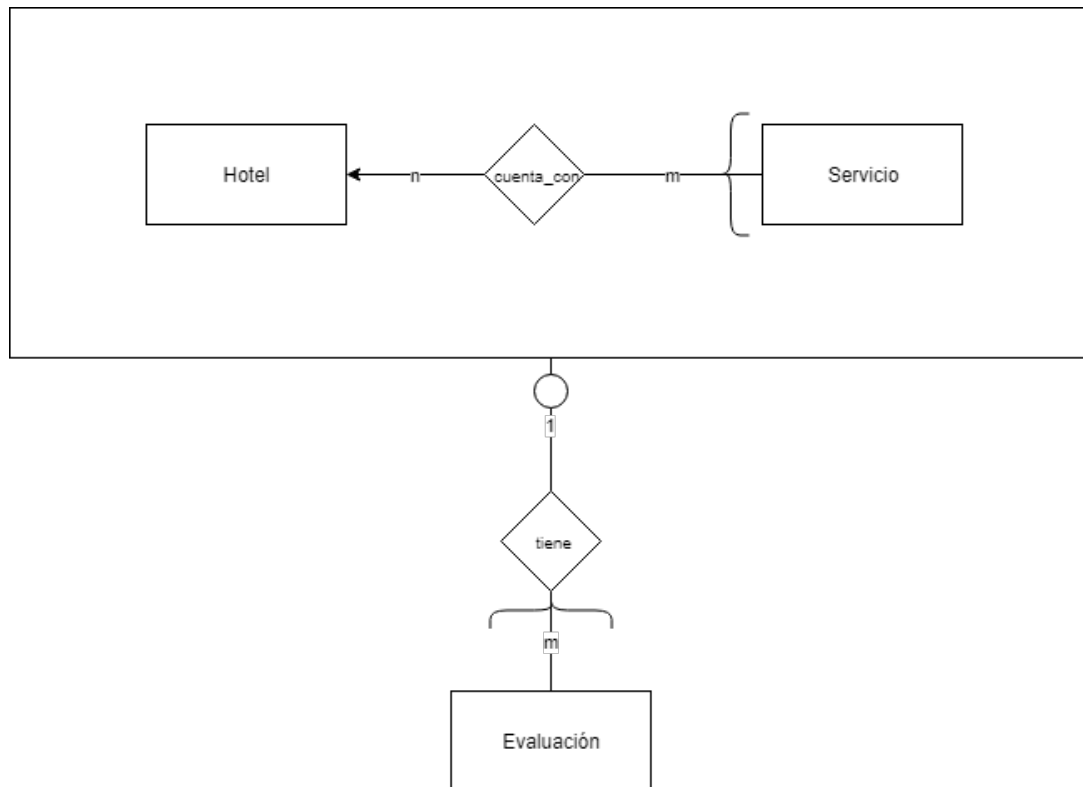 Hotel
n
cuenta_con
m
Servicio
1
tiene
m
Evaluación